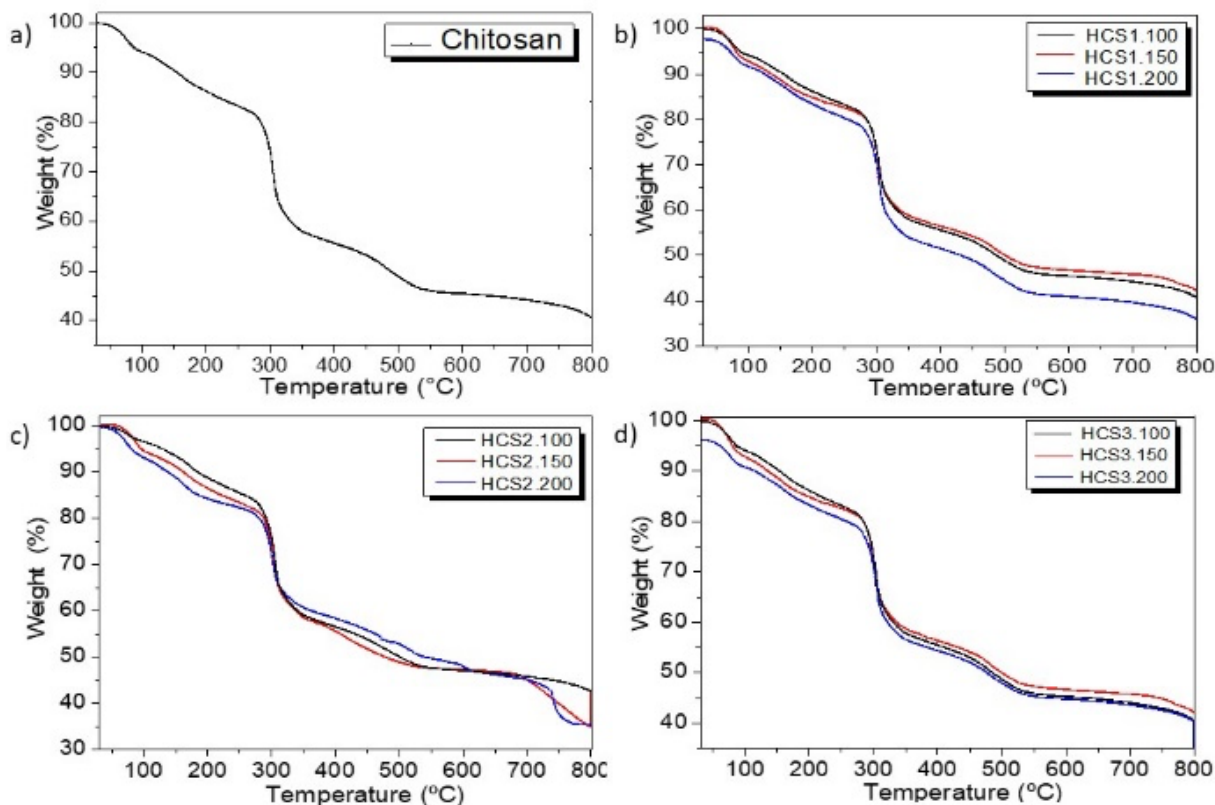 a)
Chitosan
Weight (%)
100
90
80
70
60
50
40
100 200 300 400 500 600 700 800
Temperature (°C)
b)
HCS1.100
HCS1.150
HCS1.200
Weight (%)
100
90
80
70
60
50
40
30
100 200 300 400 500 600 700 800
Temperature (°C)
c)
HCS2.100
HCS2.150
HCS2.200
Weight (%)
100
90
80
70
60
50
40
30
100 200 300 400 500 600 700 800
Temperature (°C)
d)
HCS3.100
HCS3.150
HCS3.200
Weight (%)
100
90
80
70
60
50
40
100 200 300 400 500 600 700 800
Temperature (°C)